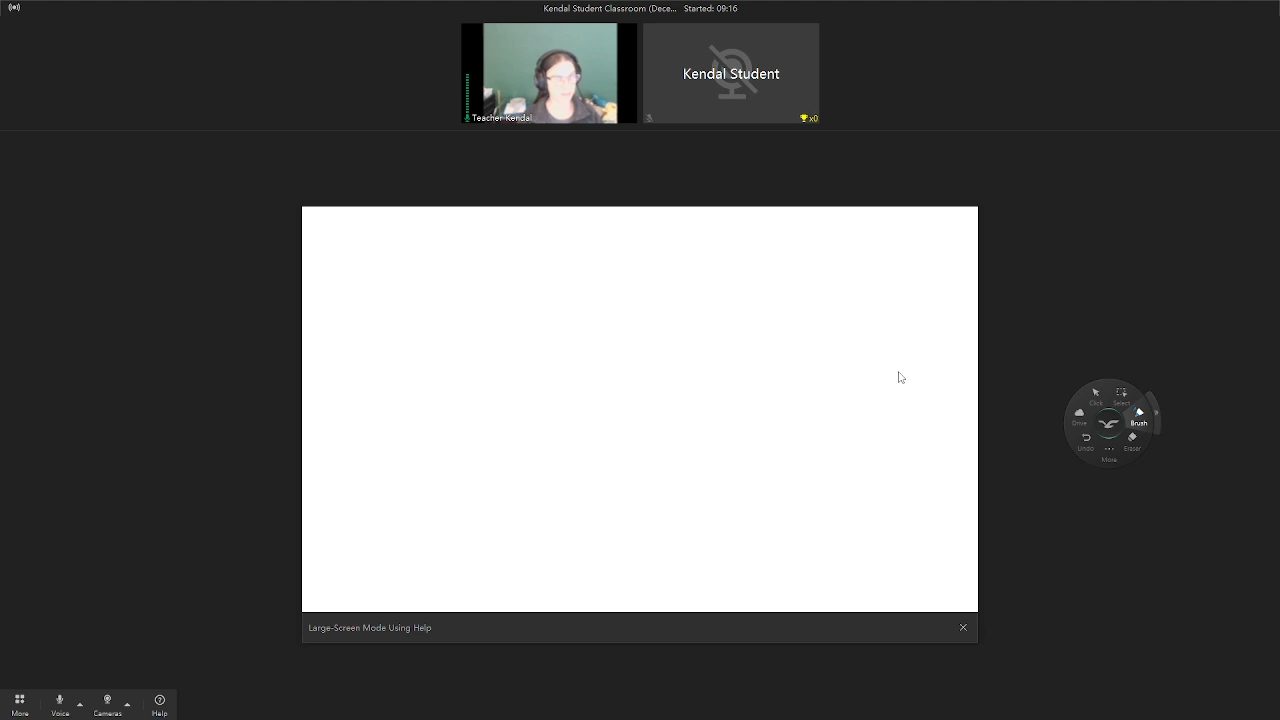 Kendal Student Classroom (Dece... Started: 09:16
Teacher Kendal
Kendal Student
x0
Click
Select
Drive
Brush
Undo
Eraser
More
Large-Screen Mode Using Help
More
Voice
Cameras
Help